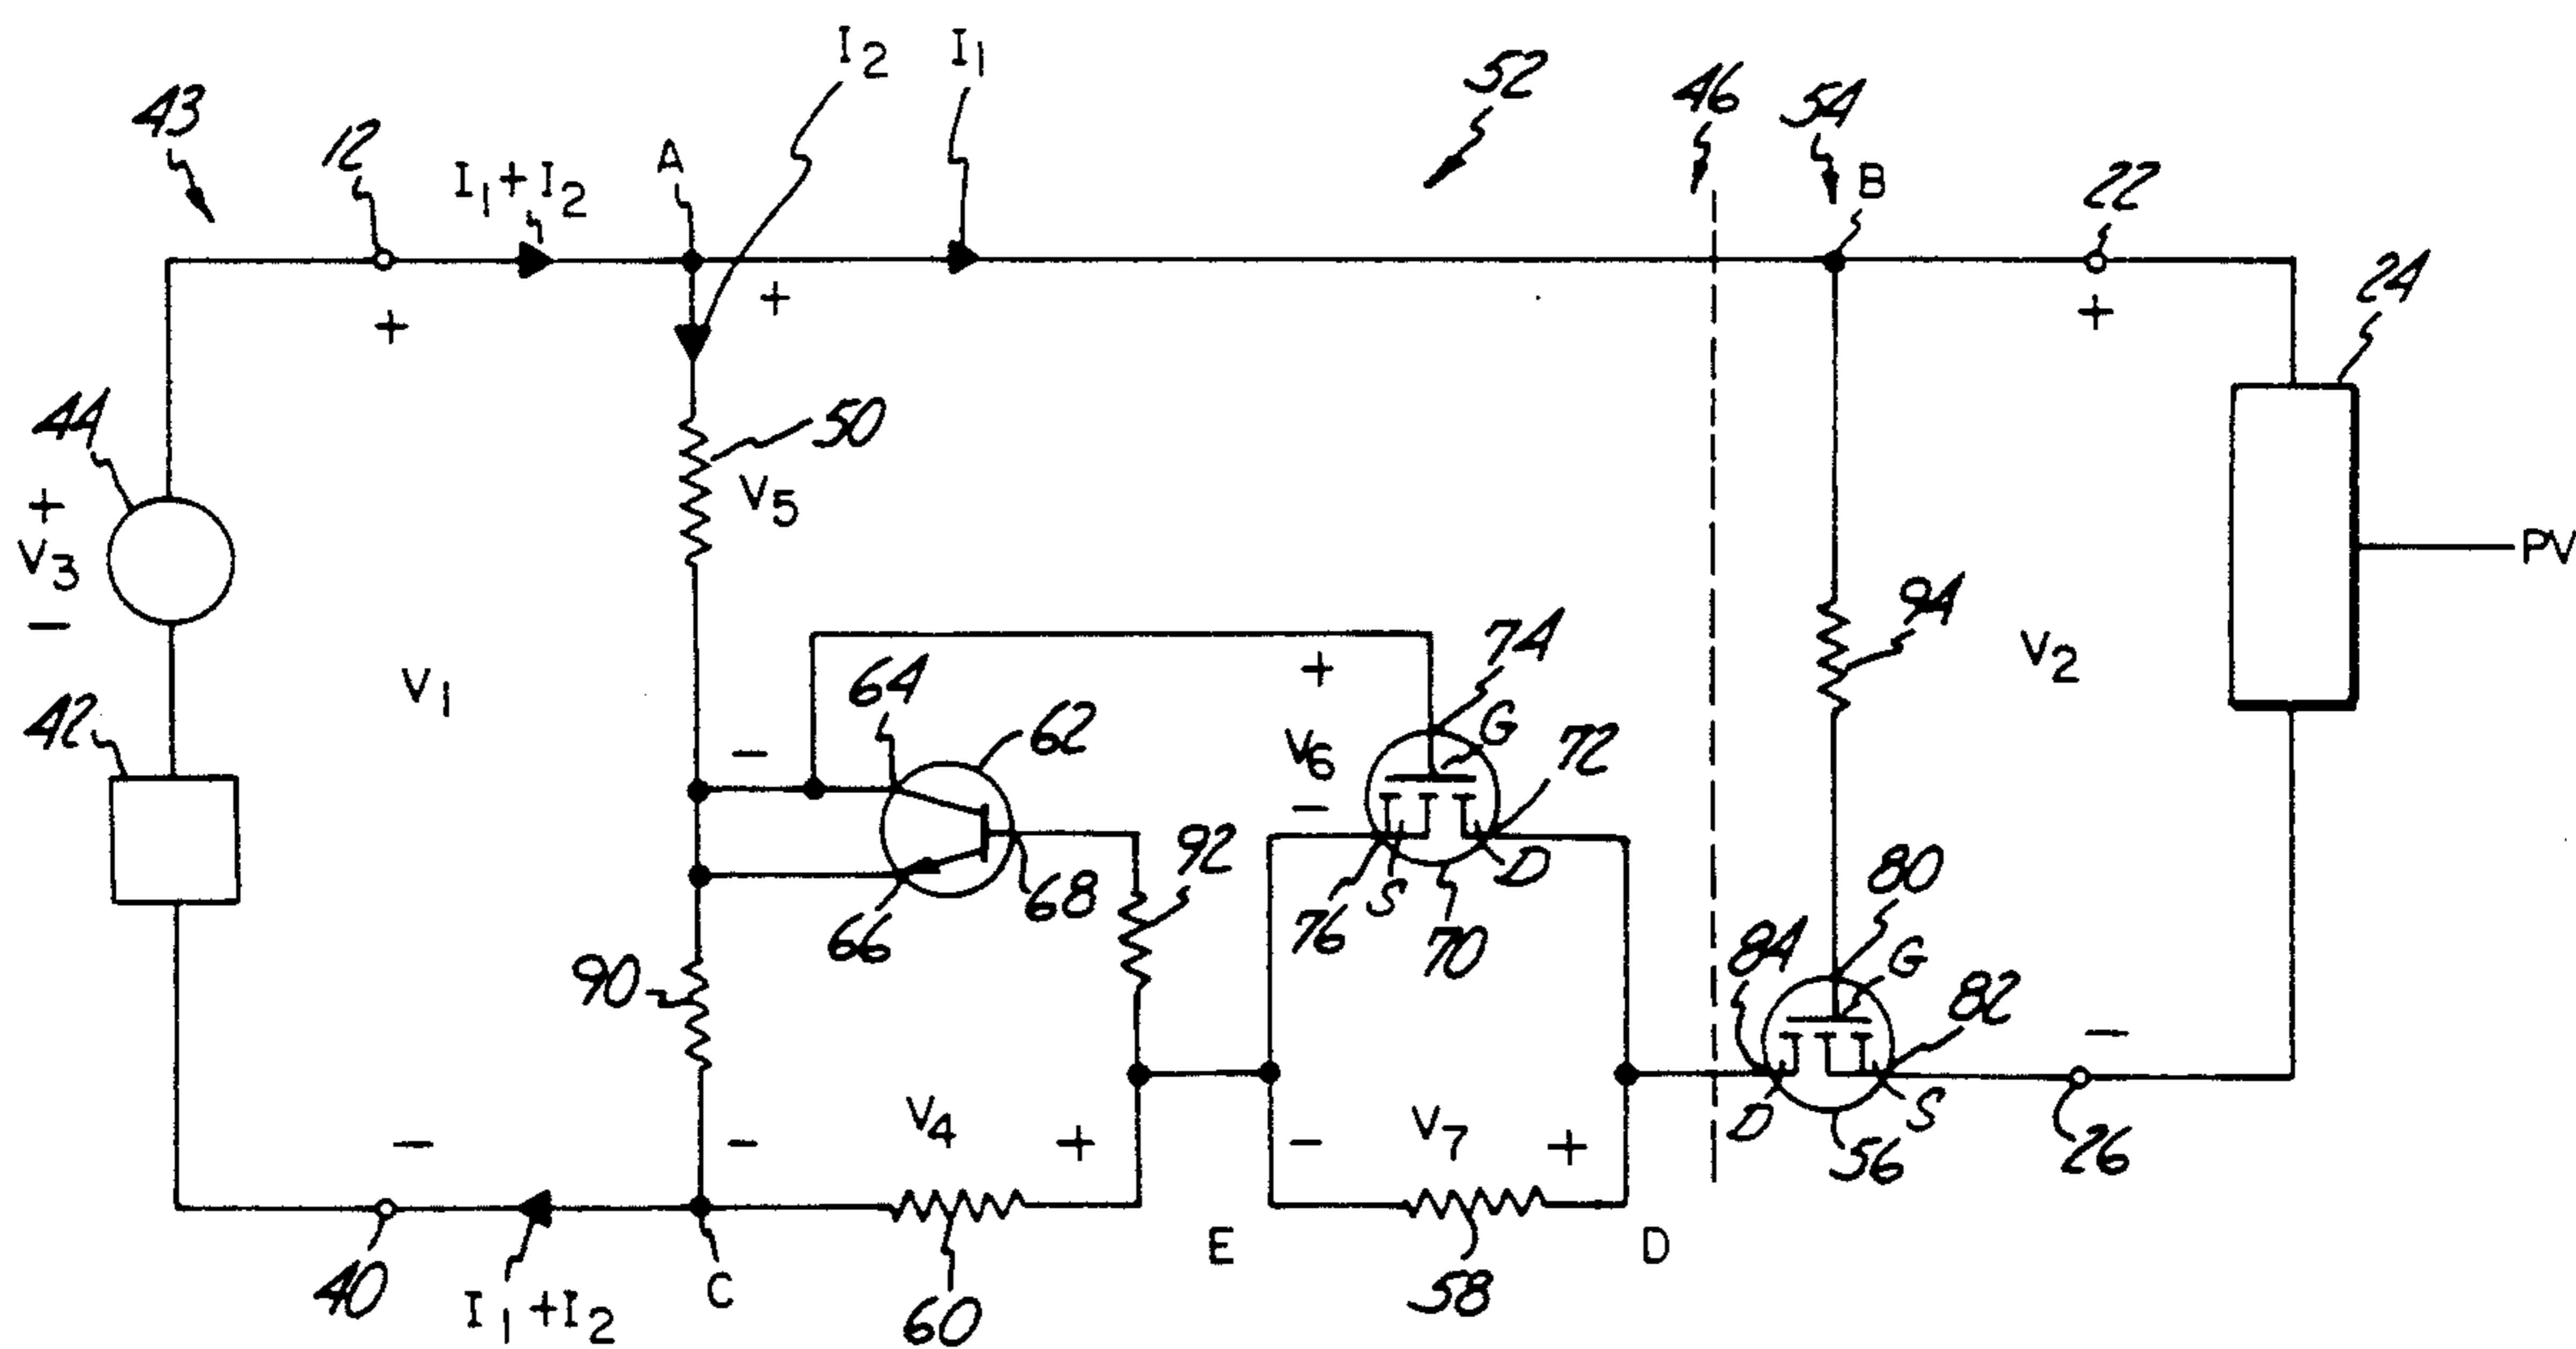 I2 I1
43 12 I1+I2 A 52 46 54 B 22
+ + + 24
44 50
+ V5
V3 PV
−
94
V1 + 74 V2
42 64 62 V6 G 72
− −
92 80
68 76 S 70 D
66 84 G 82
90 −
V4 V7 D S
− − + − + 56 26
E D
40 C 58
I1+I2 60